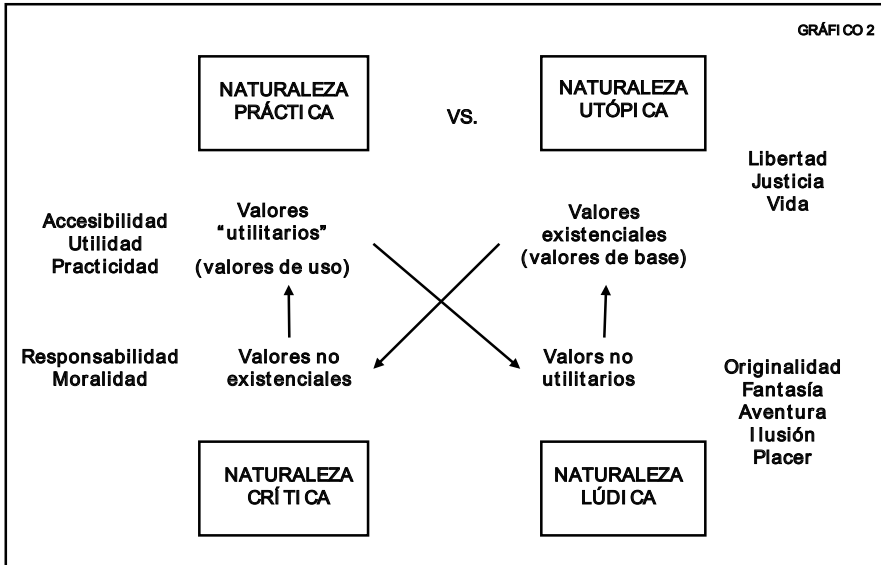 GRÁFICO 2
NATURALEZA
PRÁCTICA
VS.
NATURALEZA
UTÓPICA
Libertad
Justicia
Vida
Accesibilidad
Utilidad
Practicidad
Valores
“utilitarios”
(valores de uso)
Valores
existenciales
(valores de base)
Responsabilidad
Moralidad
Valores no
existenciales
Valors no
utilitarios
Originalidad
Fantasía
Aventura
Ilusión
Placer
NATURALEZA
CRÍTICA
NATURALEZA
LÚDICA